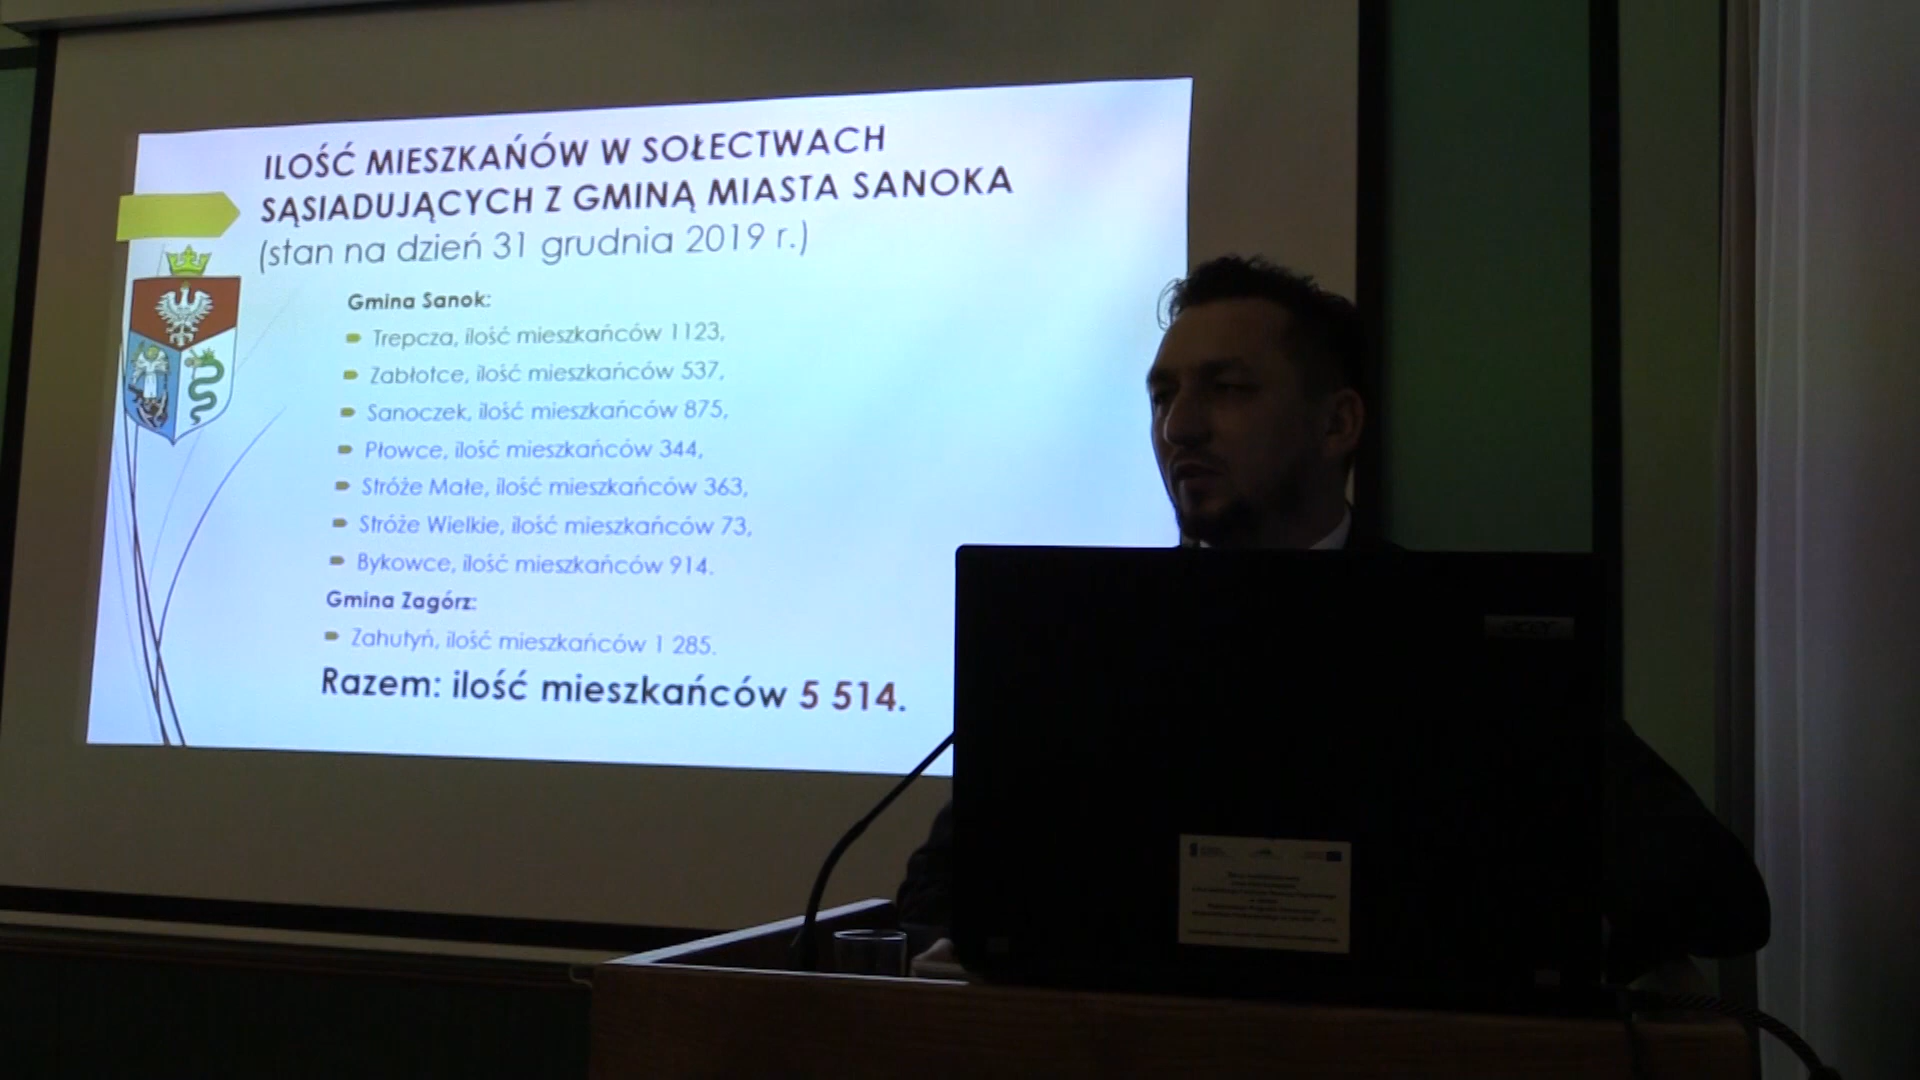 ILOŚĆ MIESZKAŃÓW W SOŁECTWACH
SĄSIADUJĄCYCH Z GMINĄ MIASTA SANOKA
(stan na dzień 31 grudnia 2019 r.)
Gmina Sanok:
Trepcza, ilość mieszkańców 1123,
Zabłotce, ilość mieszkańców 537,
Sanoczek, ilość mieszkańców 875,
Płowce, ilość mieszkańców 344,
Stróże Małe, ilość mieszkańców 363,
Stróże Wielkie, ilość mieszkańców 73,
Bykowce, ilość mieszkańców 914.
Gmina Zagórz:
Zahutyń, ilość mieszkańców 1 285.
Razem: ilość mieszkańców 5 514.
acer